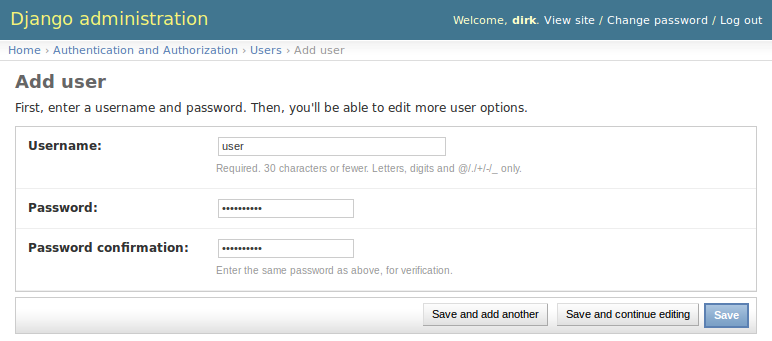 Django administration
Welcome, dirk. View site / Change password / Log out
Home › Authentication and Authorization › Users › Add user
Add user
First, enter a username and password. Then, you'll be able to edit more user options.
Username:
user
Required. 30 characters or fewer. Letters, digits and @/./+/-/_ only.
Password:
••••••••••
Password confirmation:
••••••••••
Enter the same password as above, for verification.
Save and add another
Save and continue editing
Save